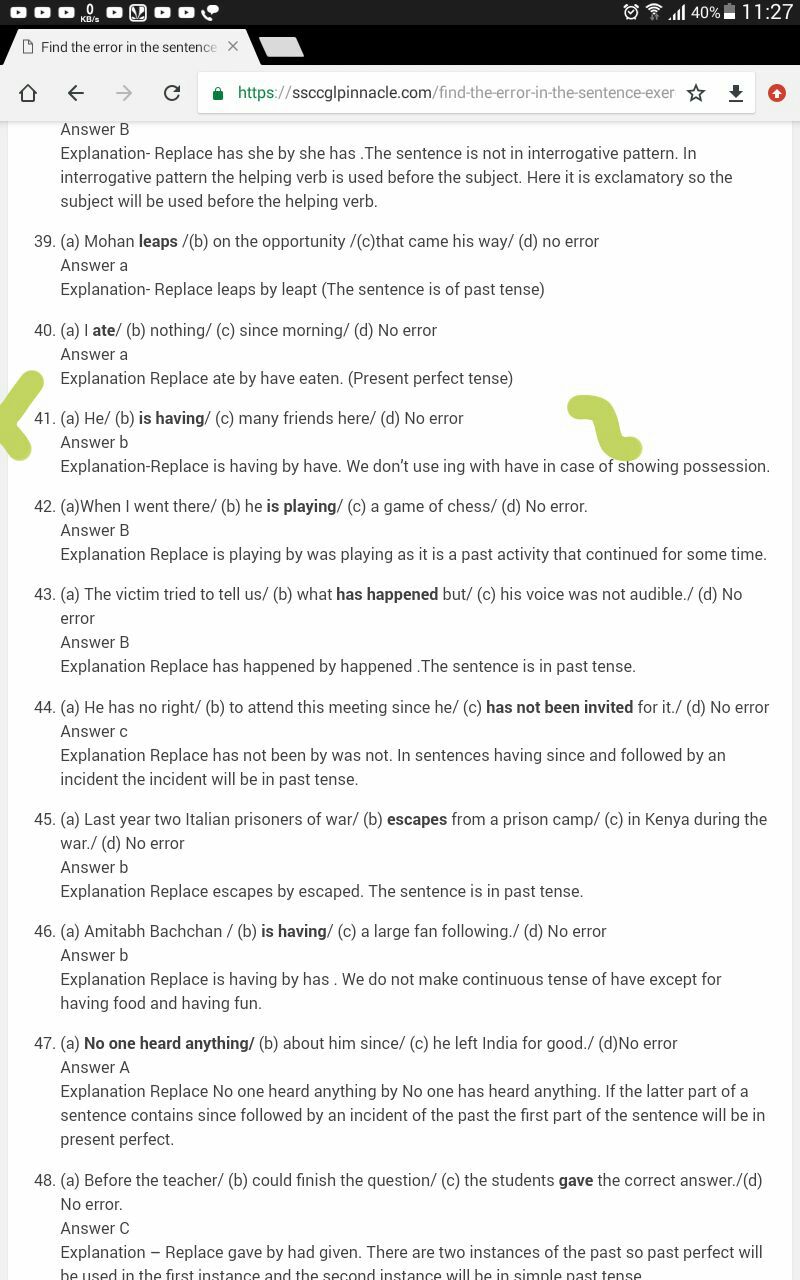 0
KB/s
40%
11:27
Find the error in the sentence
https://ssccglpinnacle.com/find-the-error-in-the-sentence-exer
Answer B
Explanation- Replace has she by she has .The sentence is not in interrogative pattern. In
interrogative pattern the helping verb is used before the subject. Here it is exclamatory so the
subject will be used before the helping verb.
39. (a) Mohan leaps /(b) on the opportunity /(c)that came his way/ (d) no error
Answer a
Explanation- Replace leaps by leapt (The sentence is of past tense)
40. (a) I ate/ (b) nothing/ (c) since morning/ (d) No error
Answer a
Explanation Replace ate by have eaten. (Present perfect tense)
41. (a) He/ (b) is having/ (c) many friends here/ (d) No error
Answer b
Explanation-Replace is having by have. We don’t use ing with have in case of showing possession.
42. (a)When I went there/ (b) he is playing/ (c) a game of chess/ (d) No error.
Answer B
Explanation Replace is playing by was playing as it is a past activity that continued for some time.
43. (a) The victim tried to tell us/ (b) what has happened but/ (c) his voice was not audible./ (d) No
error
Answer B
Explanation Replace has happened by happened .The sentence is in past tense.
44. (a) He has no right/ (b) to attend this meeting since he/ (c) has not been invited for it./ (d) No error
Answer c
Explanation Replace has not been by was not. In sentences having since and followed by an
incident the incident will be in past tense.
45. (a) Last year two Italian prisoners of war/ (b) escapes from a prison camp/ (c) in Kenya during the
war./ (d) No error
Answer b
Explanation Replace escapes by escaped. The sentence is in past tense.
46. (a) Amitabh Bachchan / (b) is having/ (c) a large fan following./ (d) No error
Answer b
Explanation Replace is having by has . We do not make continuous tense of have except for
having food and having fun.
47. (a) No one heard anything/ (b) about him since/ (c) he left India for good./ (d)No error
Answer A
Explanation Replace No one heard anything by No one has heard anything. If the latter part of a
sentence contains since followed by an incident of the past the first part of the sentence will be in
present perfect.
48. (a) Before the teacher/ (b) could finish the question/ (c) the students gave the correct answer./(d)
No error.
Answer C
Explanation – Replace gave by had given. There are two instances of the past so past perfect will
be used in the first instance and the second instance will be in simple past tense